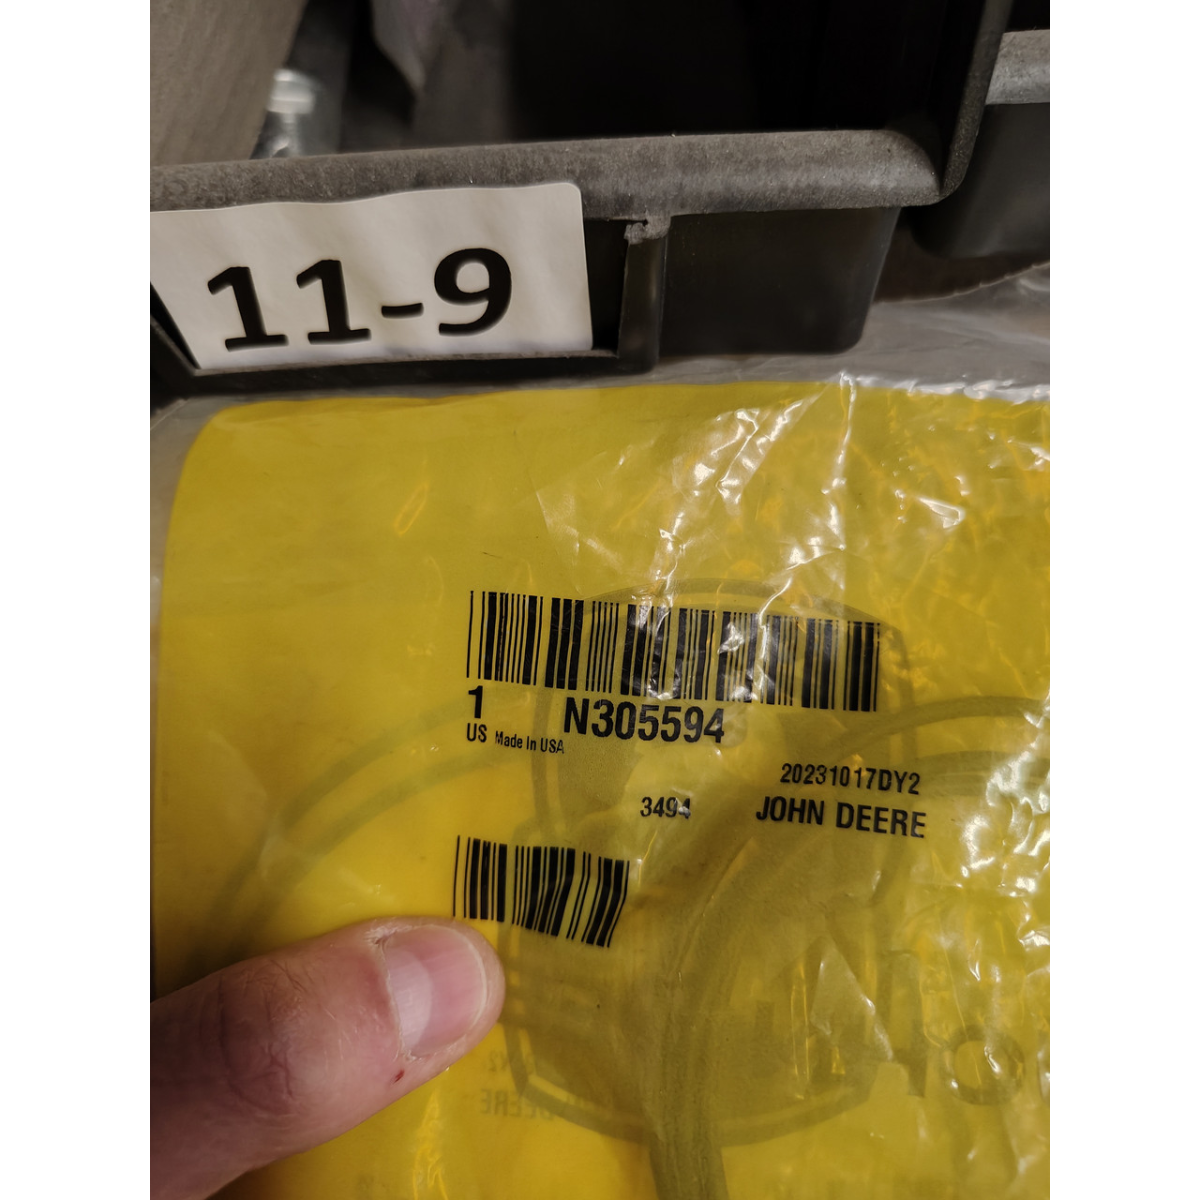 11-9
1 N305594
US Made In USA
20231017DY2
3494 JOHN DEERE